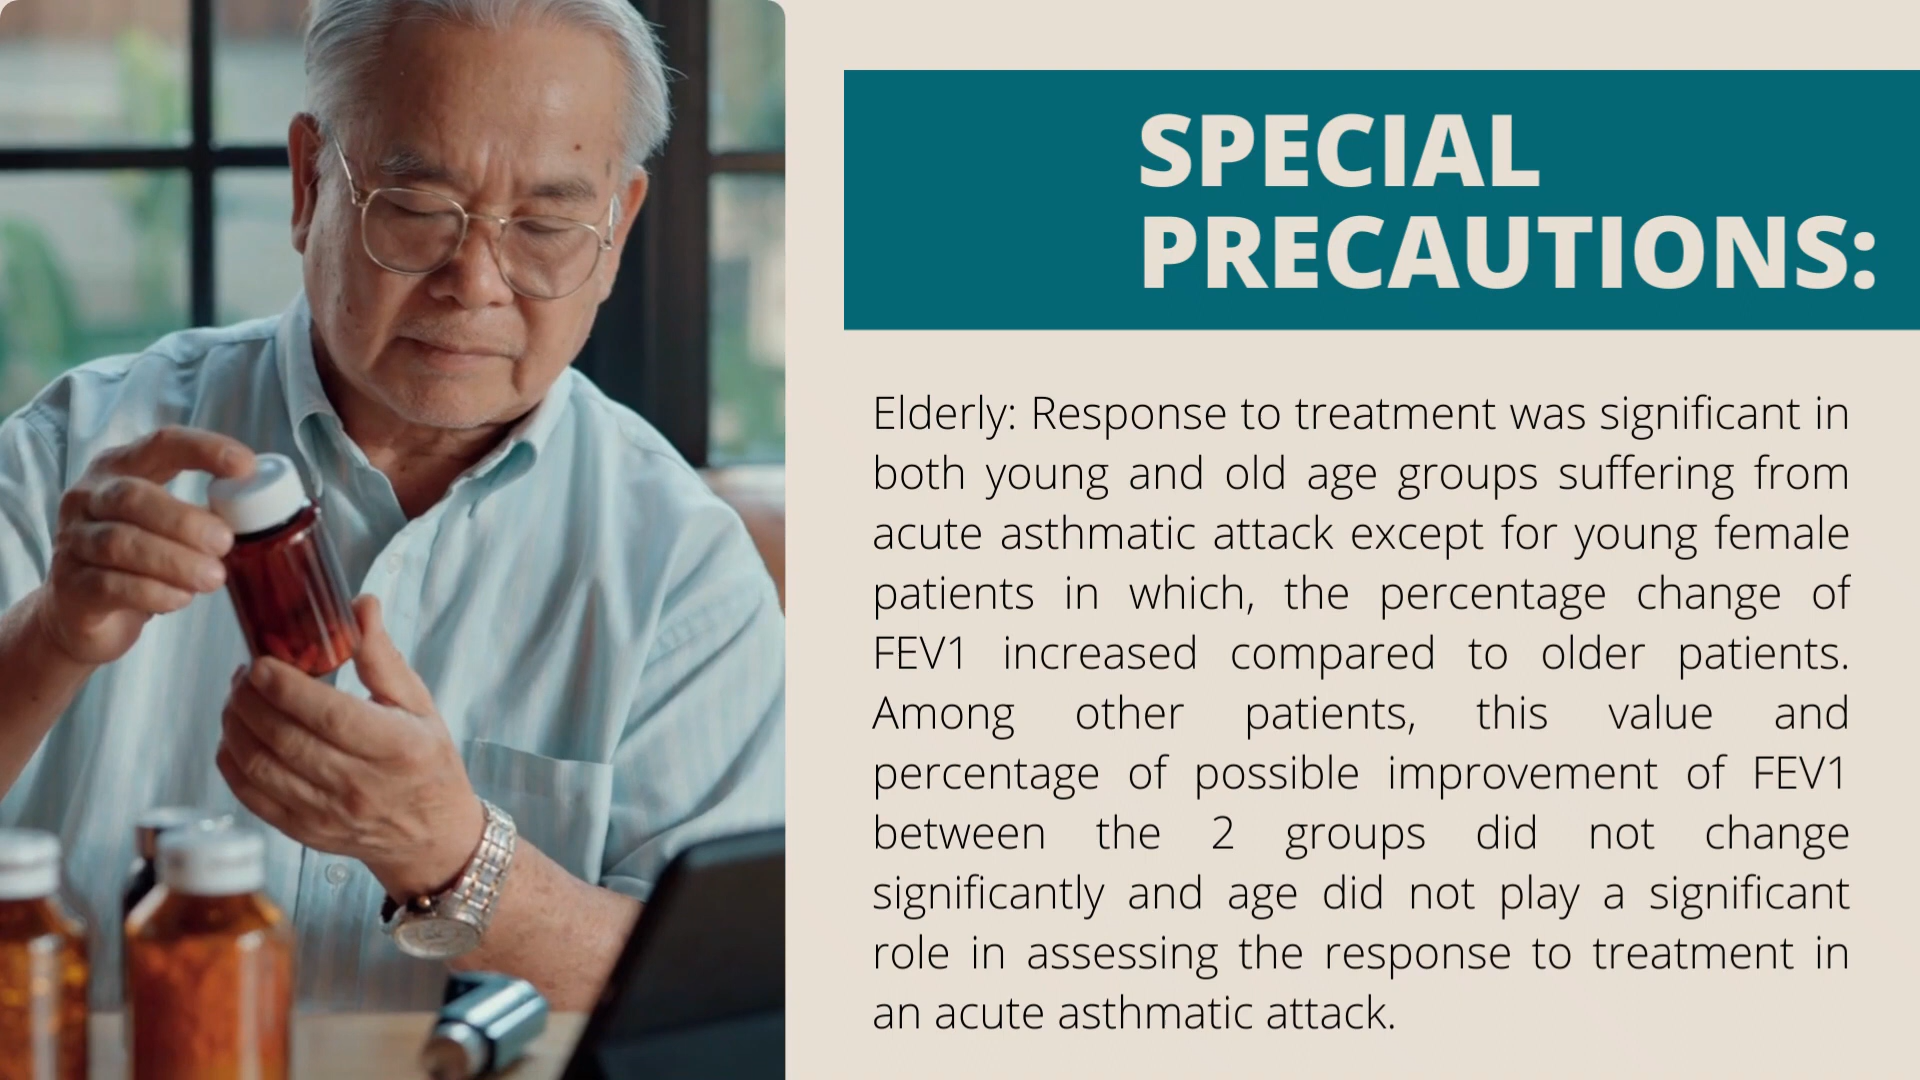 SPECIAL
PRECAUTIONS:
Elderly: Response to treatment was significant in
both young and old age groups suffering from
acute asthmatic attack except for young female
patients in which, the percentage change of
FEV1 increased compared to older patients.
Among other patients, this value and
percentage of possible improvement of FEV1
between the 2 groups did not change
significantly and age did not play a significant
role in assessing the response to treatment in
an acute asthmatic attack.